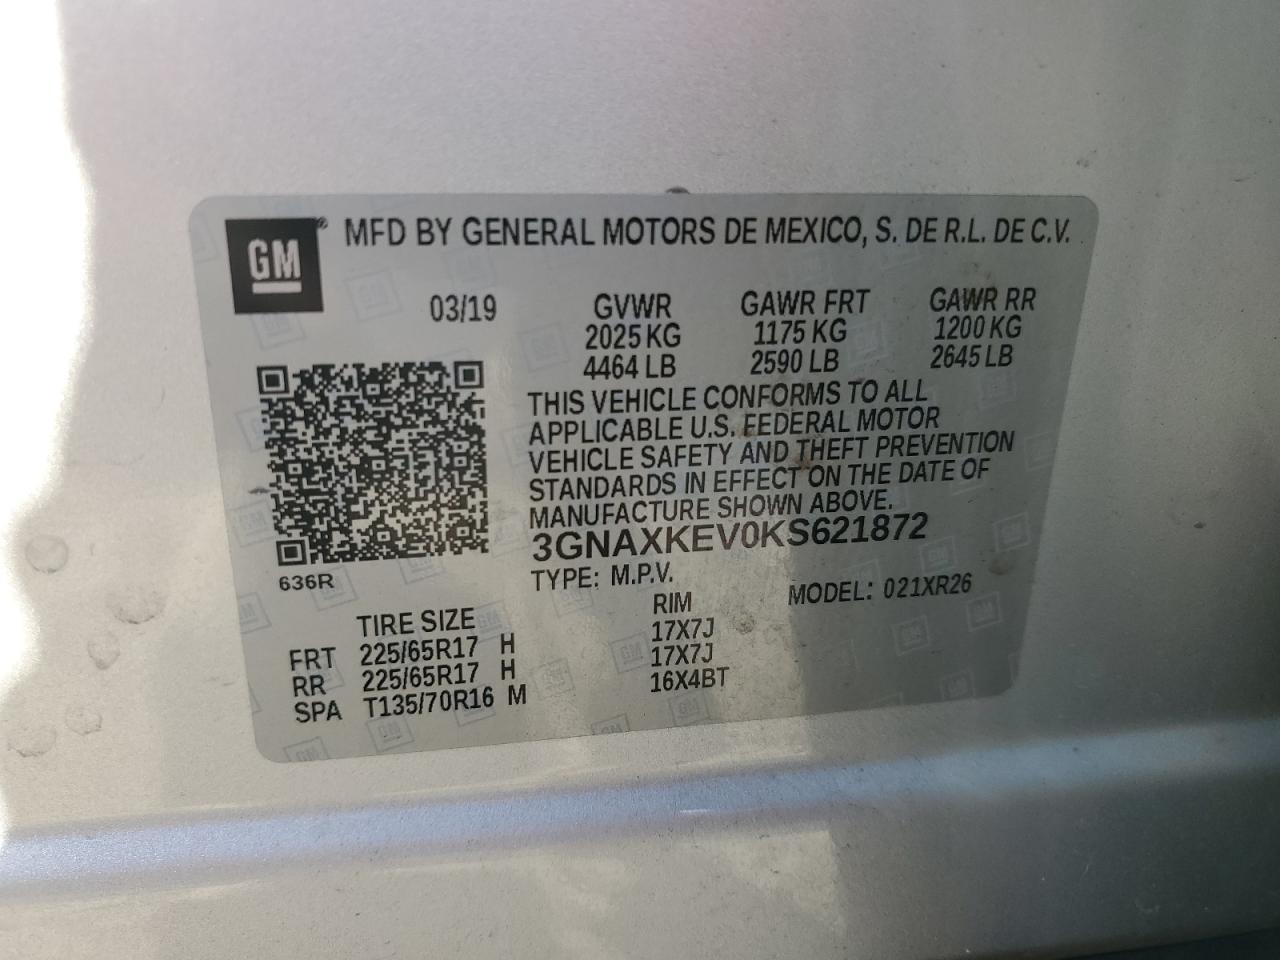 GM® MFD BY GENERAL MOTORS DE MEXICO, S. DE R.L. DE C.V.
03/19 GVWR GAWR FRT GAWR RR
2025 KG 1175 KG 1200 KG
4464 LB 2590 LB 2645 LB
THIS VEHICLE CONFORMS TO ALL
APPLICABLE U.S. FEDERAL MOTOR
VEHICLE SAFETY AND THEFT PREVENTION
STANDARDS IN EFFECT ON THE DATE OF
MANUFACTURE SHOWN ABOVE.
3GNAXKEV0KS621872
636R
TYPE: M.P.V. MODEL: 021XR26
TIRE SIZE RIM
FRT 225/65R17 H 17X7J
RR 225/65R17 H 17X7J
SPA T135/70R16 M 16X4BT